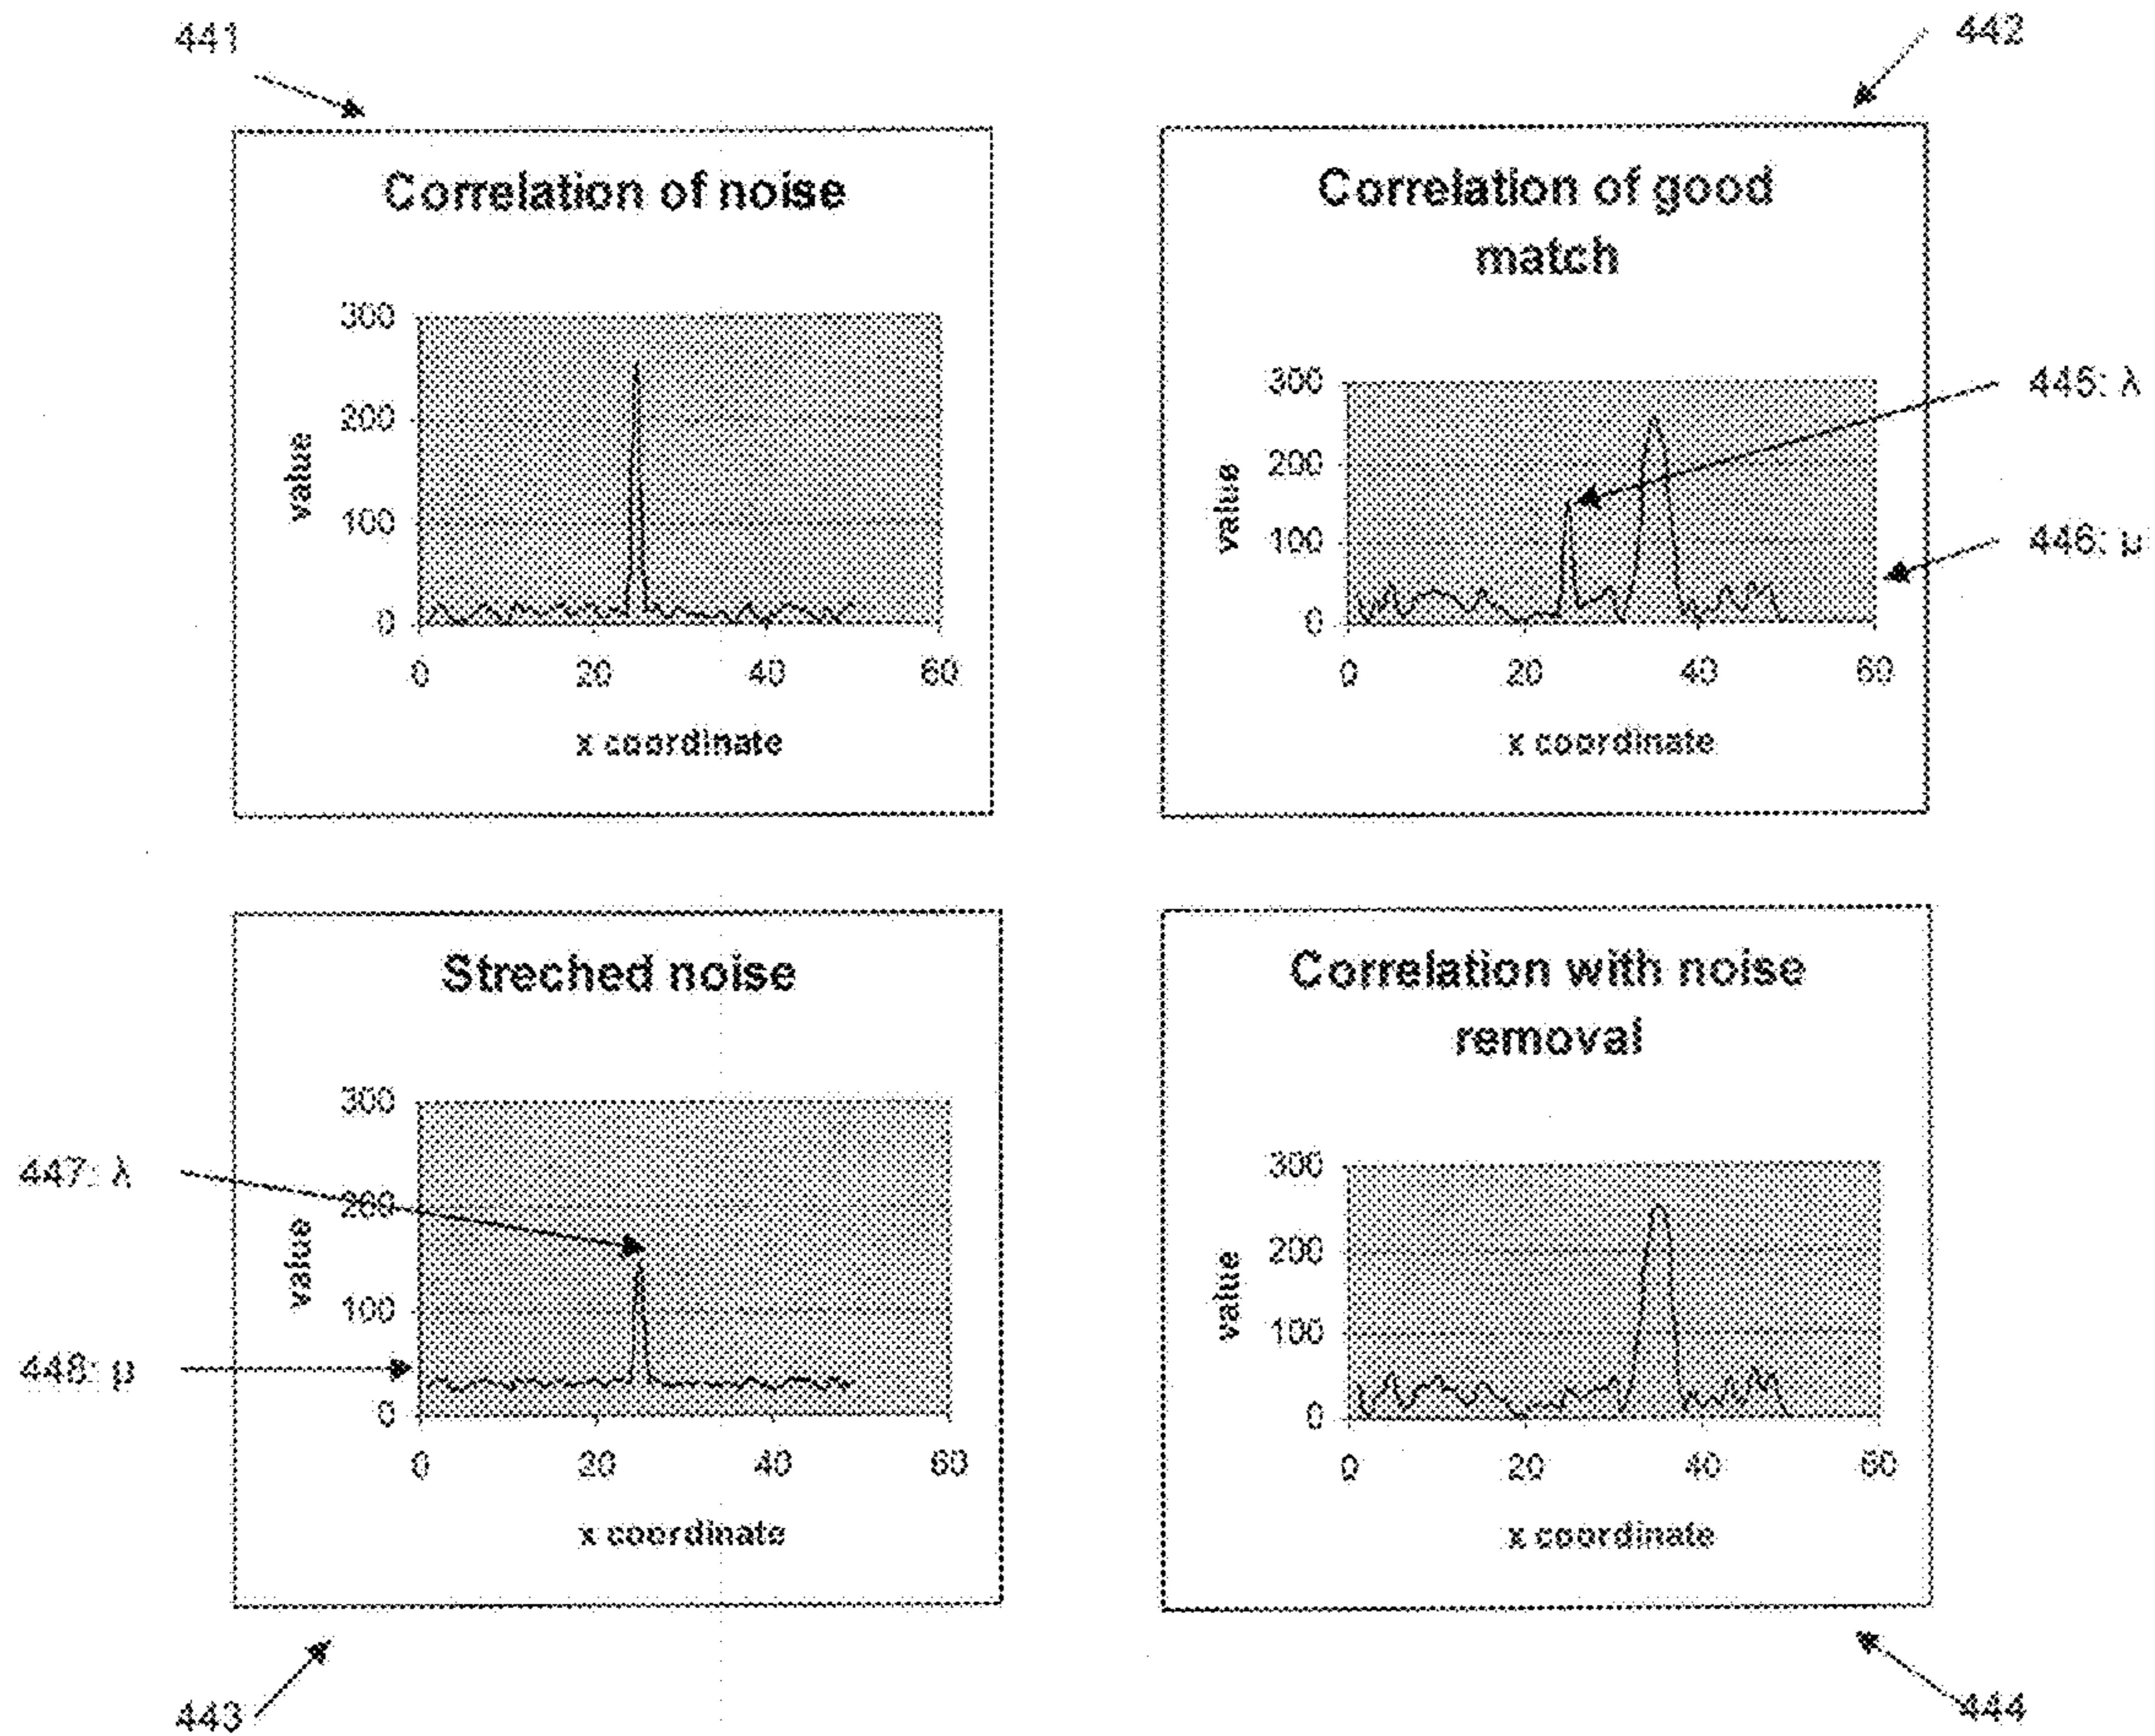 441
442
Correlation of noise
300
200
100
0
value
0 20 40 60
x coordinate
Correlation of good
match
300
200
100
0
value
0 20 40 60
x coordinate
445: λ
446: μ
Streched noise
300
200
100
0
value
0 20 40 60
x coordinate
447: λ
448: μ
Correlation with noise
removal
300
200
100
0
value
0 20 40 60
x coordinate
443
444